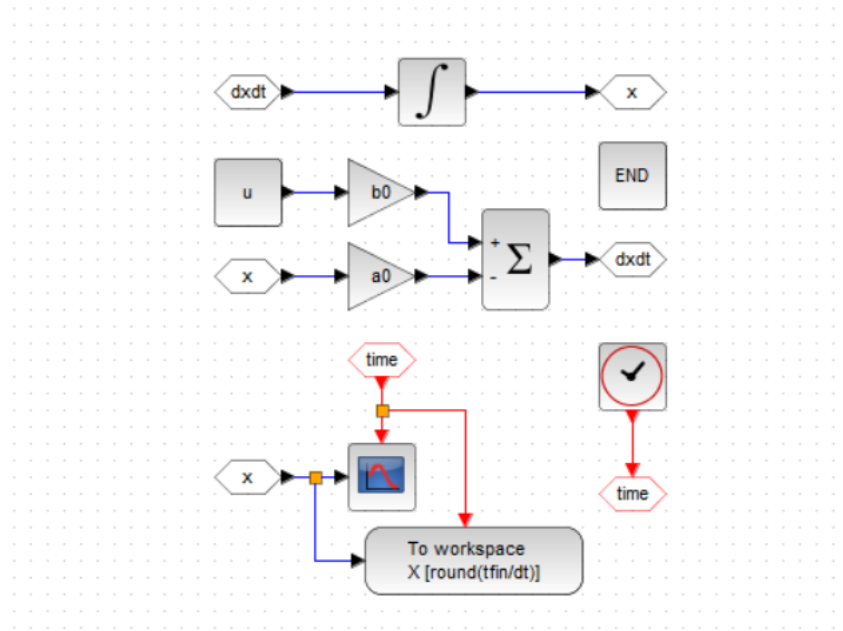 dxdt
x
u
b0
END
+
Σ
dxdt
x
a0
-
time
x
time
To workspace
X [round(tfin/dt)]